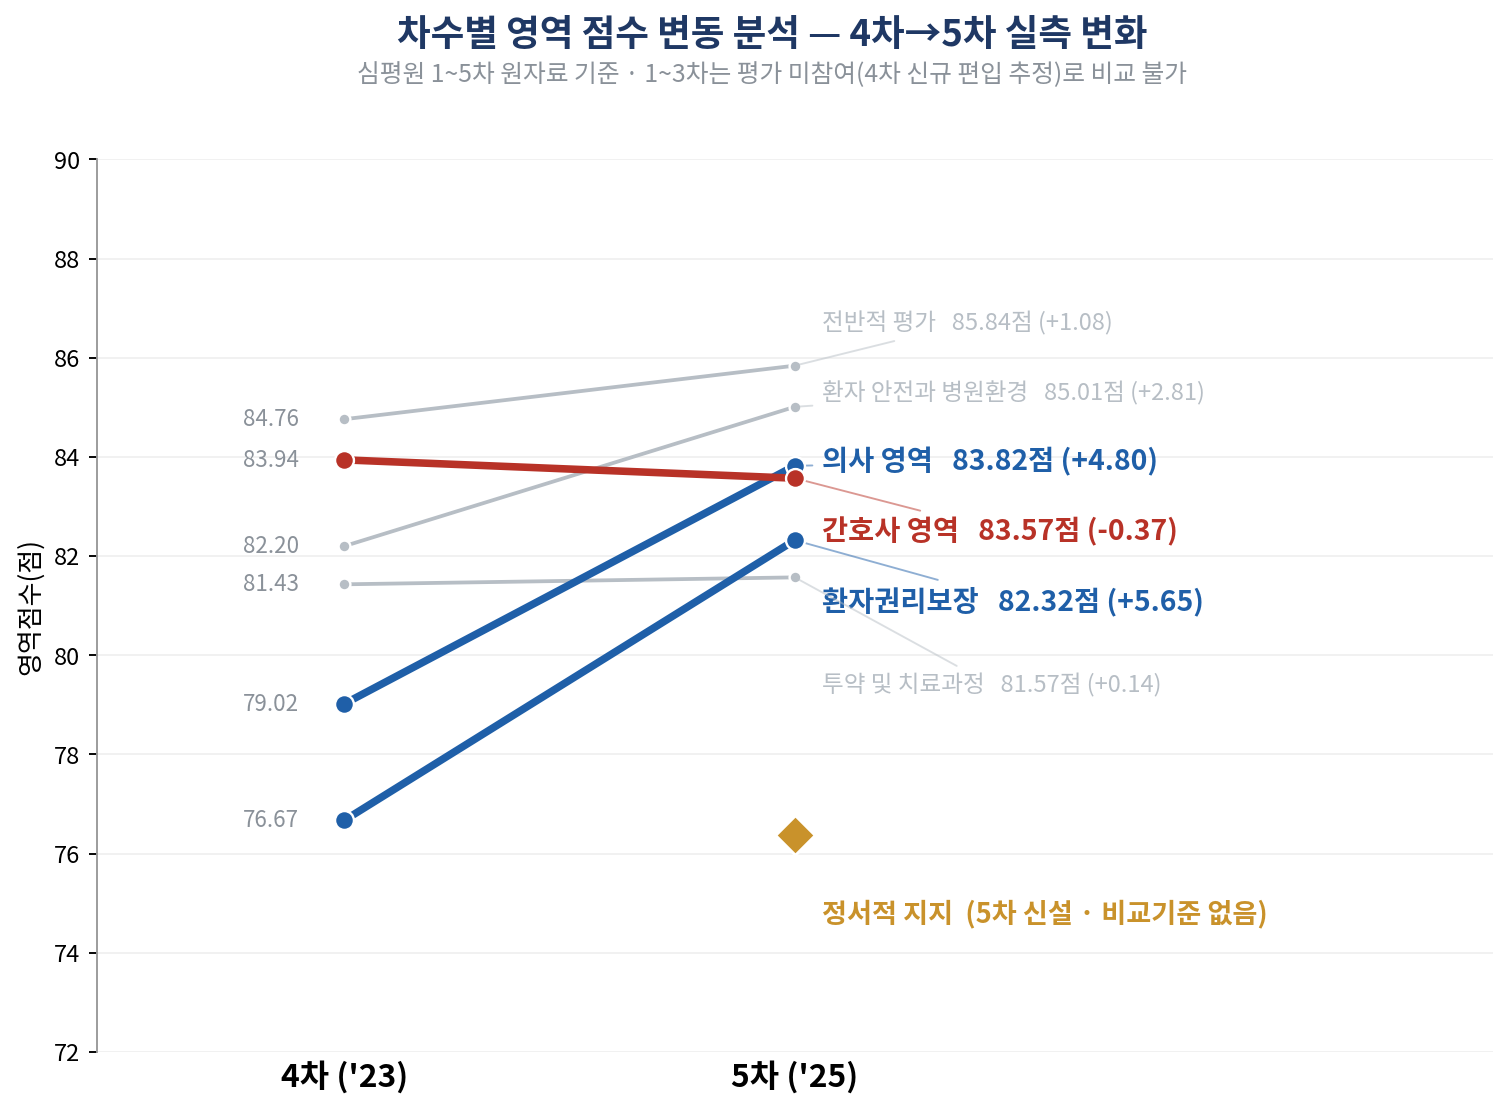 차수별 영역 점수 변동 분석 — 4차→5차 실측 변화
심평원 1~5차 원자료 기준 · 1~3차는 평가 미참여(4차 신규 편입 추정)로 비교 불가
영역점수(점)
90
88
86
84
82
80
78
76
74
72
84.76
83.94
82.20
81.43
79.02
76.67
전반적 평가 85.84점 (+1.08)
환자 안전과 병원환경 85.01점 (+2.81)
의사 영역 83.82점 (+4.80)
간호사 영역 83.57점 (-0.37)
환자권리보장 82.32점 (+5.65)
투약 및 치료과정 81.57점 (+0.14)
정서적 지지 (5차 신설 · 비교기준 없음)
4차 ('23)
5차 ('25)